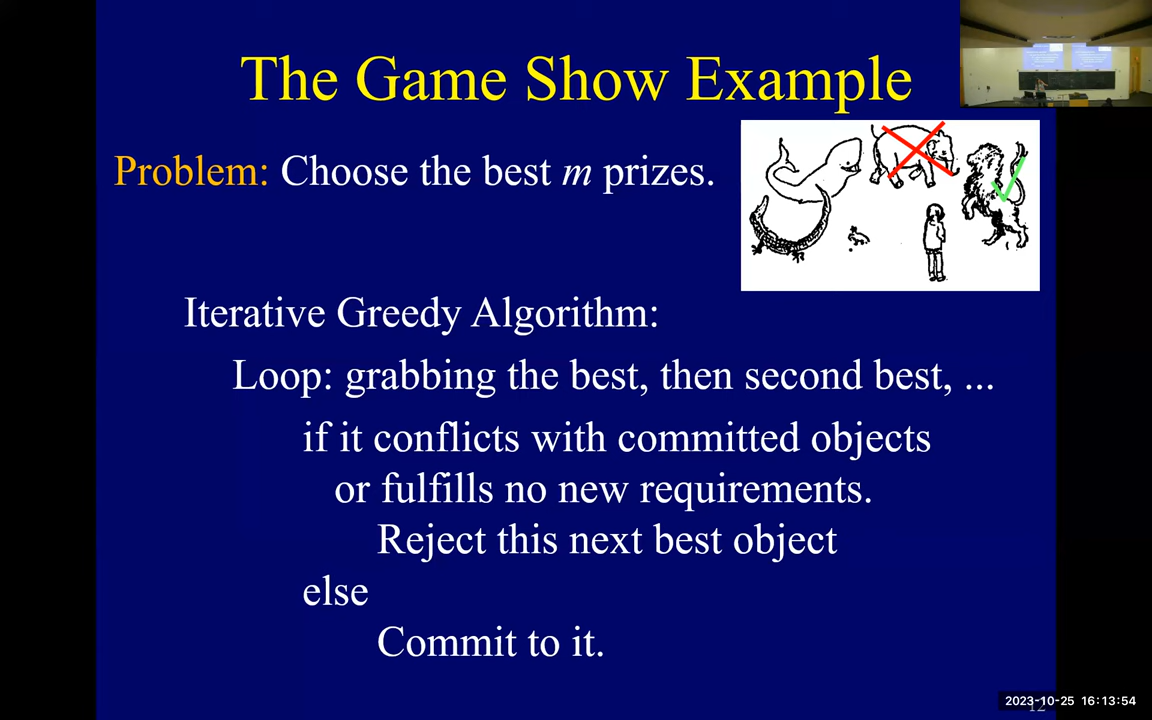 The Game Show Example
Problem: Choose the best m prizes.
Iterative Greedy Algorithm:
Loop: grabbing the best, then second best, ...
if it conflicts with committed objects
or fulfills no new requirements.
Reject this next best object
else
Commit to it.
2023-10-25 16:13:54
12